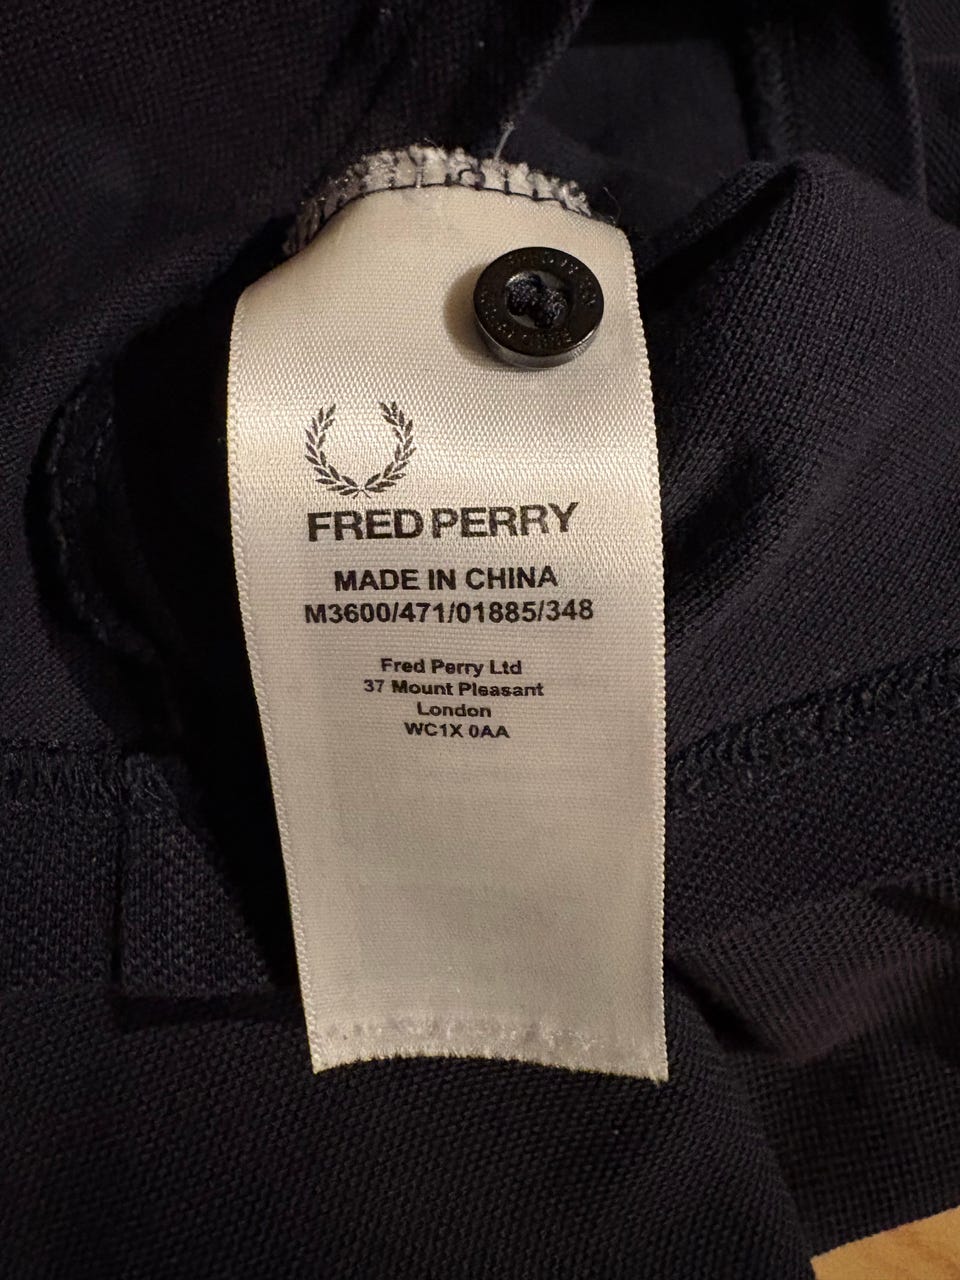 FRED PERRY
MADE IN CHINA
M3600/471/01885/348
Fred Perry Ltd
37 Mount Pleasant
London
WC1X 0AA